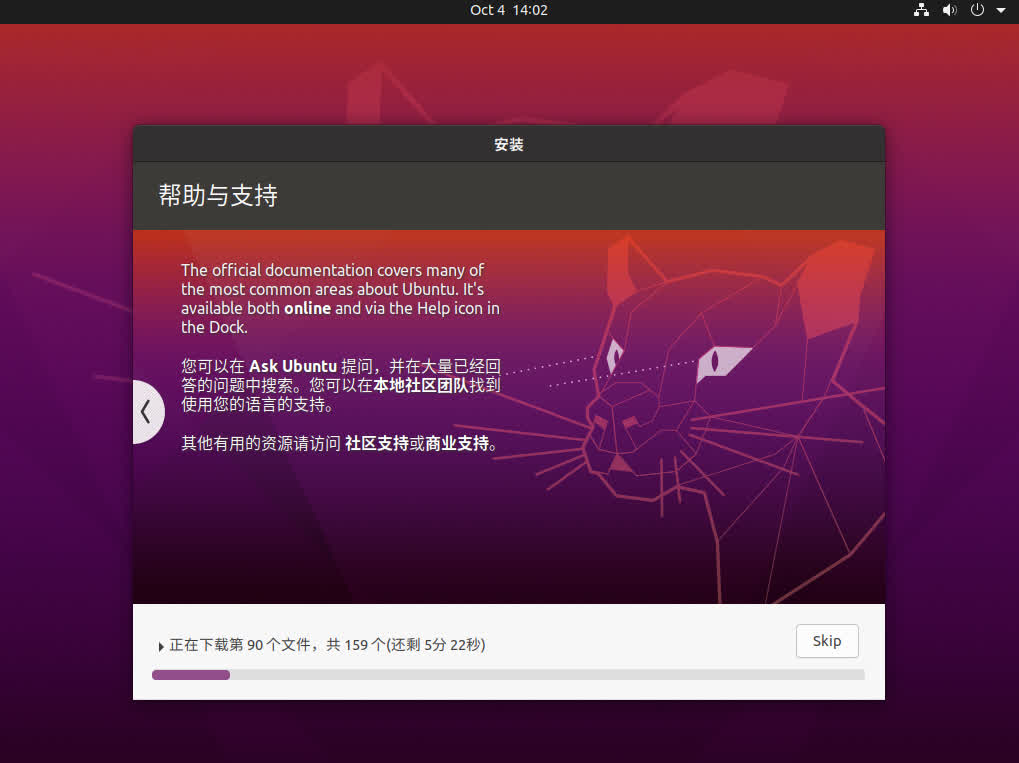 Oct 4 14:02
安装
帮助与支持
The official documentation covers many of
the most common areas about Ubuntu. It's
available both online and via the Help icon in
the Dock.
您可以在 Ask Ubuntu 提问，并在大量已经回
答的问题中搜索。您可以在本地社区团队找到
使用您的语言的支持。
其他有用的资源请访问 社区支持或商业支持。
正在下载第 90 个文件，共 159 个(还剩 5分 22秒)
Skip